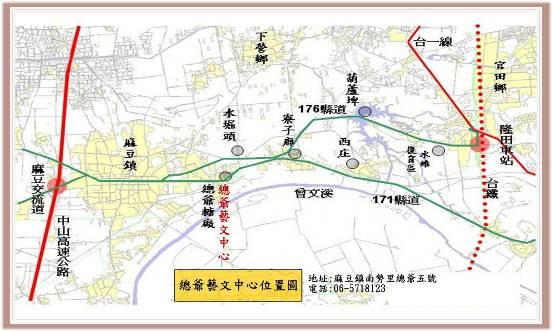 下營鄉
台一線
官田鄉
葫蘆埤
176縣道
水堀頭
寮子廍
西庄
水雉
復育區
隆田車站
麻豆鎮
麻豆交流道
總爺糖廠
總爺藝文中心
曾文溪
171縣道
台鐵
中山高速公路
總爺藝文中心位置圖
地址:麻豆鎮南勢里總爺五號
電話:06-5718123